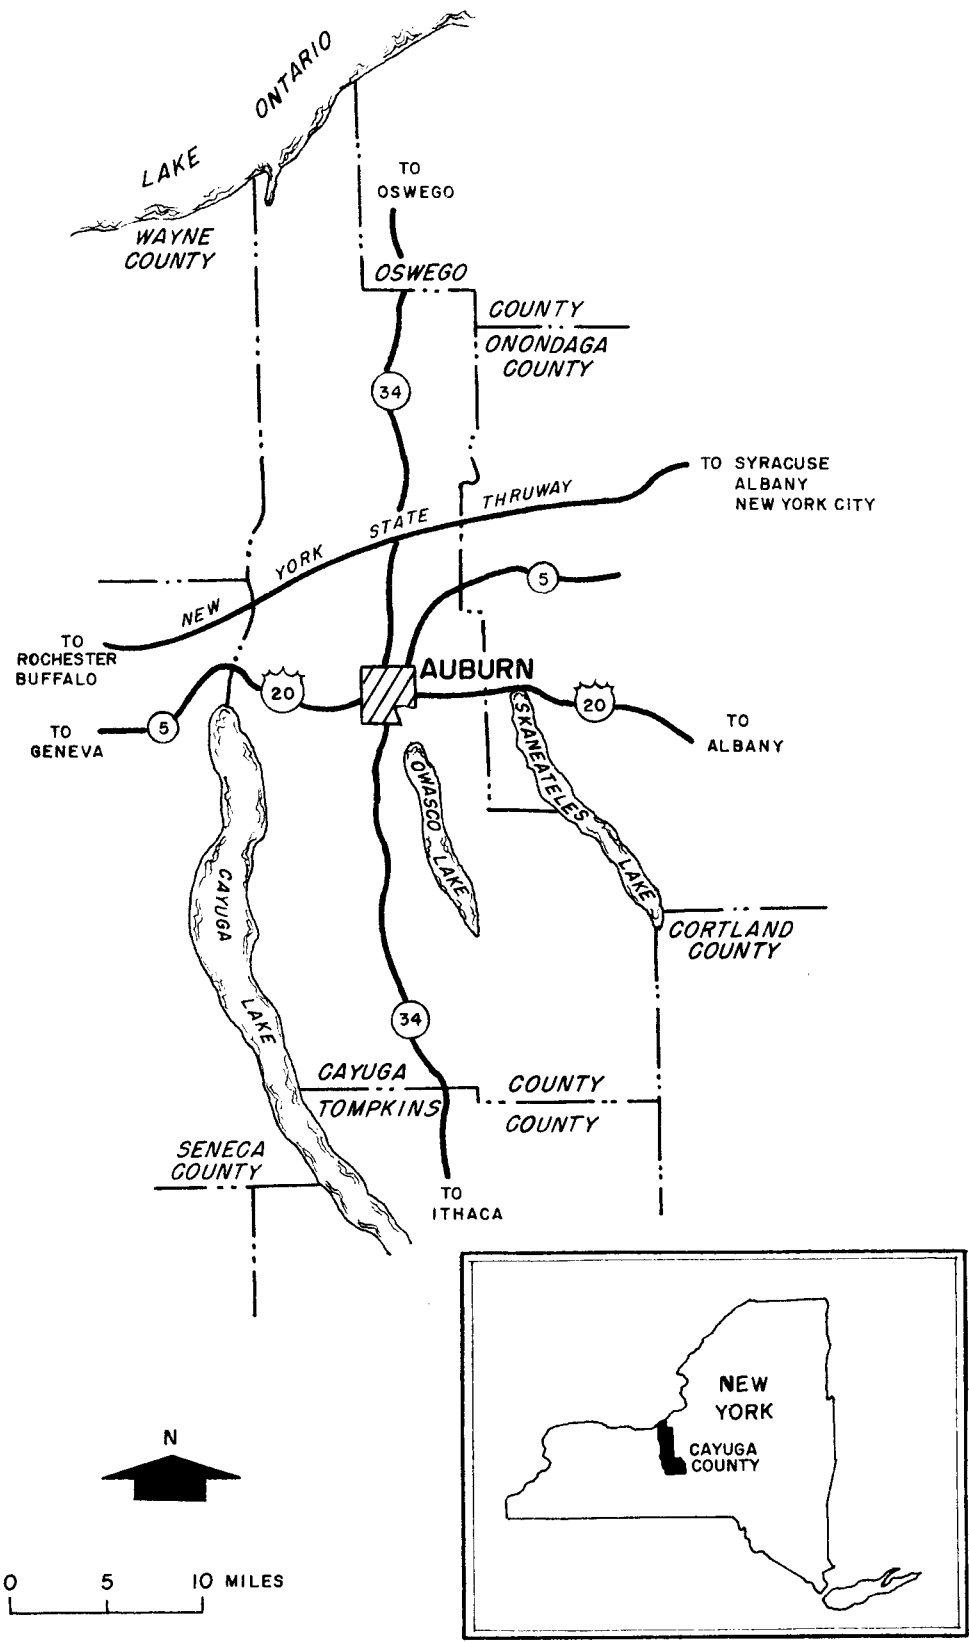 LAKE ONTARIO
TO
OSWEGO
WAYNE
COUNTY
OSWEGO
COUNTY
ONONDAGA
COUNTY
34
TO SYRACUSE
ALBANY
NEW YORK CITY
NEW YORK STATE THRUWAY
5
TO
ROCHESTER
BUFFALO
AUBURN
20
20
5
TO
GENEVA
TO
ALBANY
SKANEATELES LAKE
OWASCO LAKE
CAYUGA LAKE
CORTLAND
COUNTY
34
CAYUGA COUNTY
TOMPKINS COUNTY
SENECA
COUNTY
TO
ITHACA
NEW
YORK
CAYUGA
COUNTY
N
0 5 10 MILES